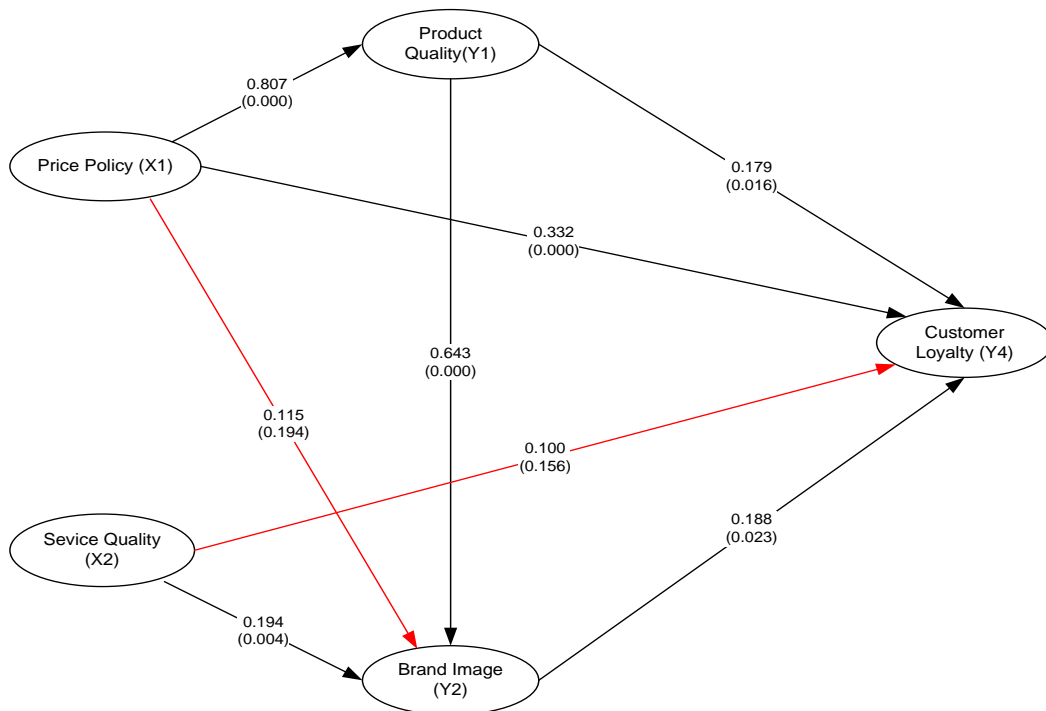 Product
Quality(Y1)
0.807
(0.000)
Price Policy (X1)
0.179
(0.016)
0.332
(0.000)
Customer
Loyalty (Y4)
0.643
(0.000)
0.115
(0.194)
0.100
(0.156)
Sevice Quality
(X2)
0.188
(0.023)
0.194
(0.004)
Brand Image
(Y2)